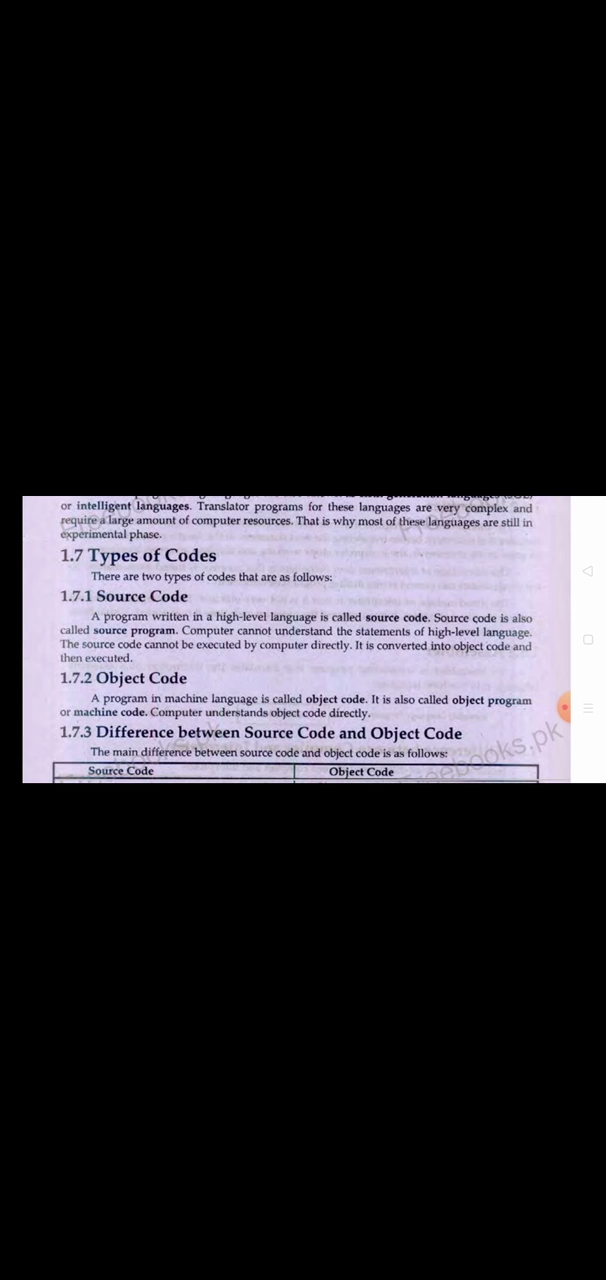 or intelligent languages. Translator programs for these languages are very complex and
require a large amount of computer resources. That is why most of these languages are still in
experimental phase.
1.7 Types of Codes
There are two types of codes that are as follows:
1.7.1 Source Code
A program written in a high-level language is called source code. Source code is also
called source program. Computer cannot understand the statements of high-level language.
The source code cannot be executed by computer directly. It is converted into object code and
then executed.
1.7.2 Object Code
A program in machine language is called object code. It is also called object program
or machine code. Computer understands object code directly.
1.7.3 Difference between Source Code and Object Code
The main difference between source code and object code is as follows:
Source Code Object Code
Freebooks.pk